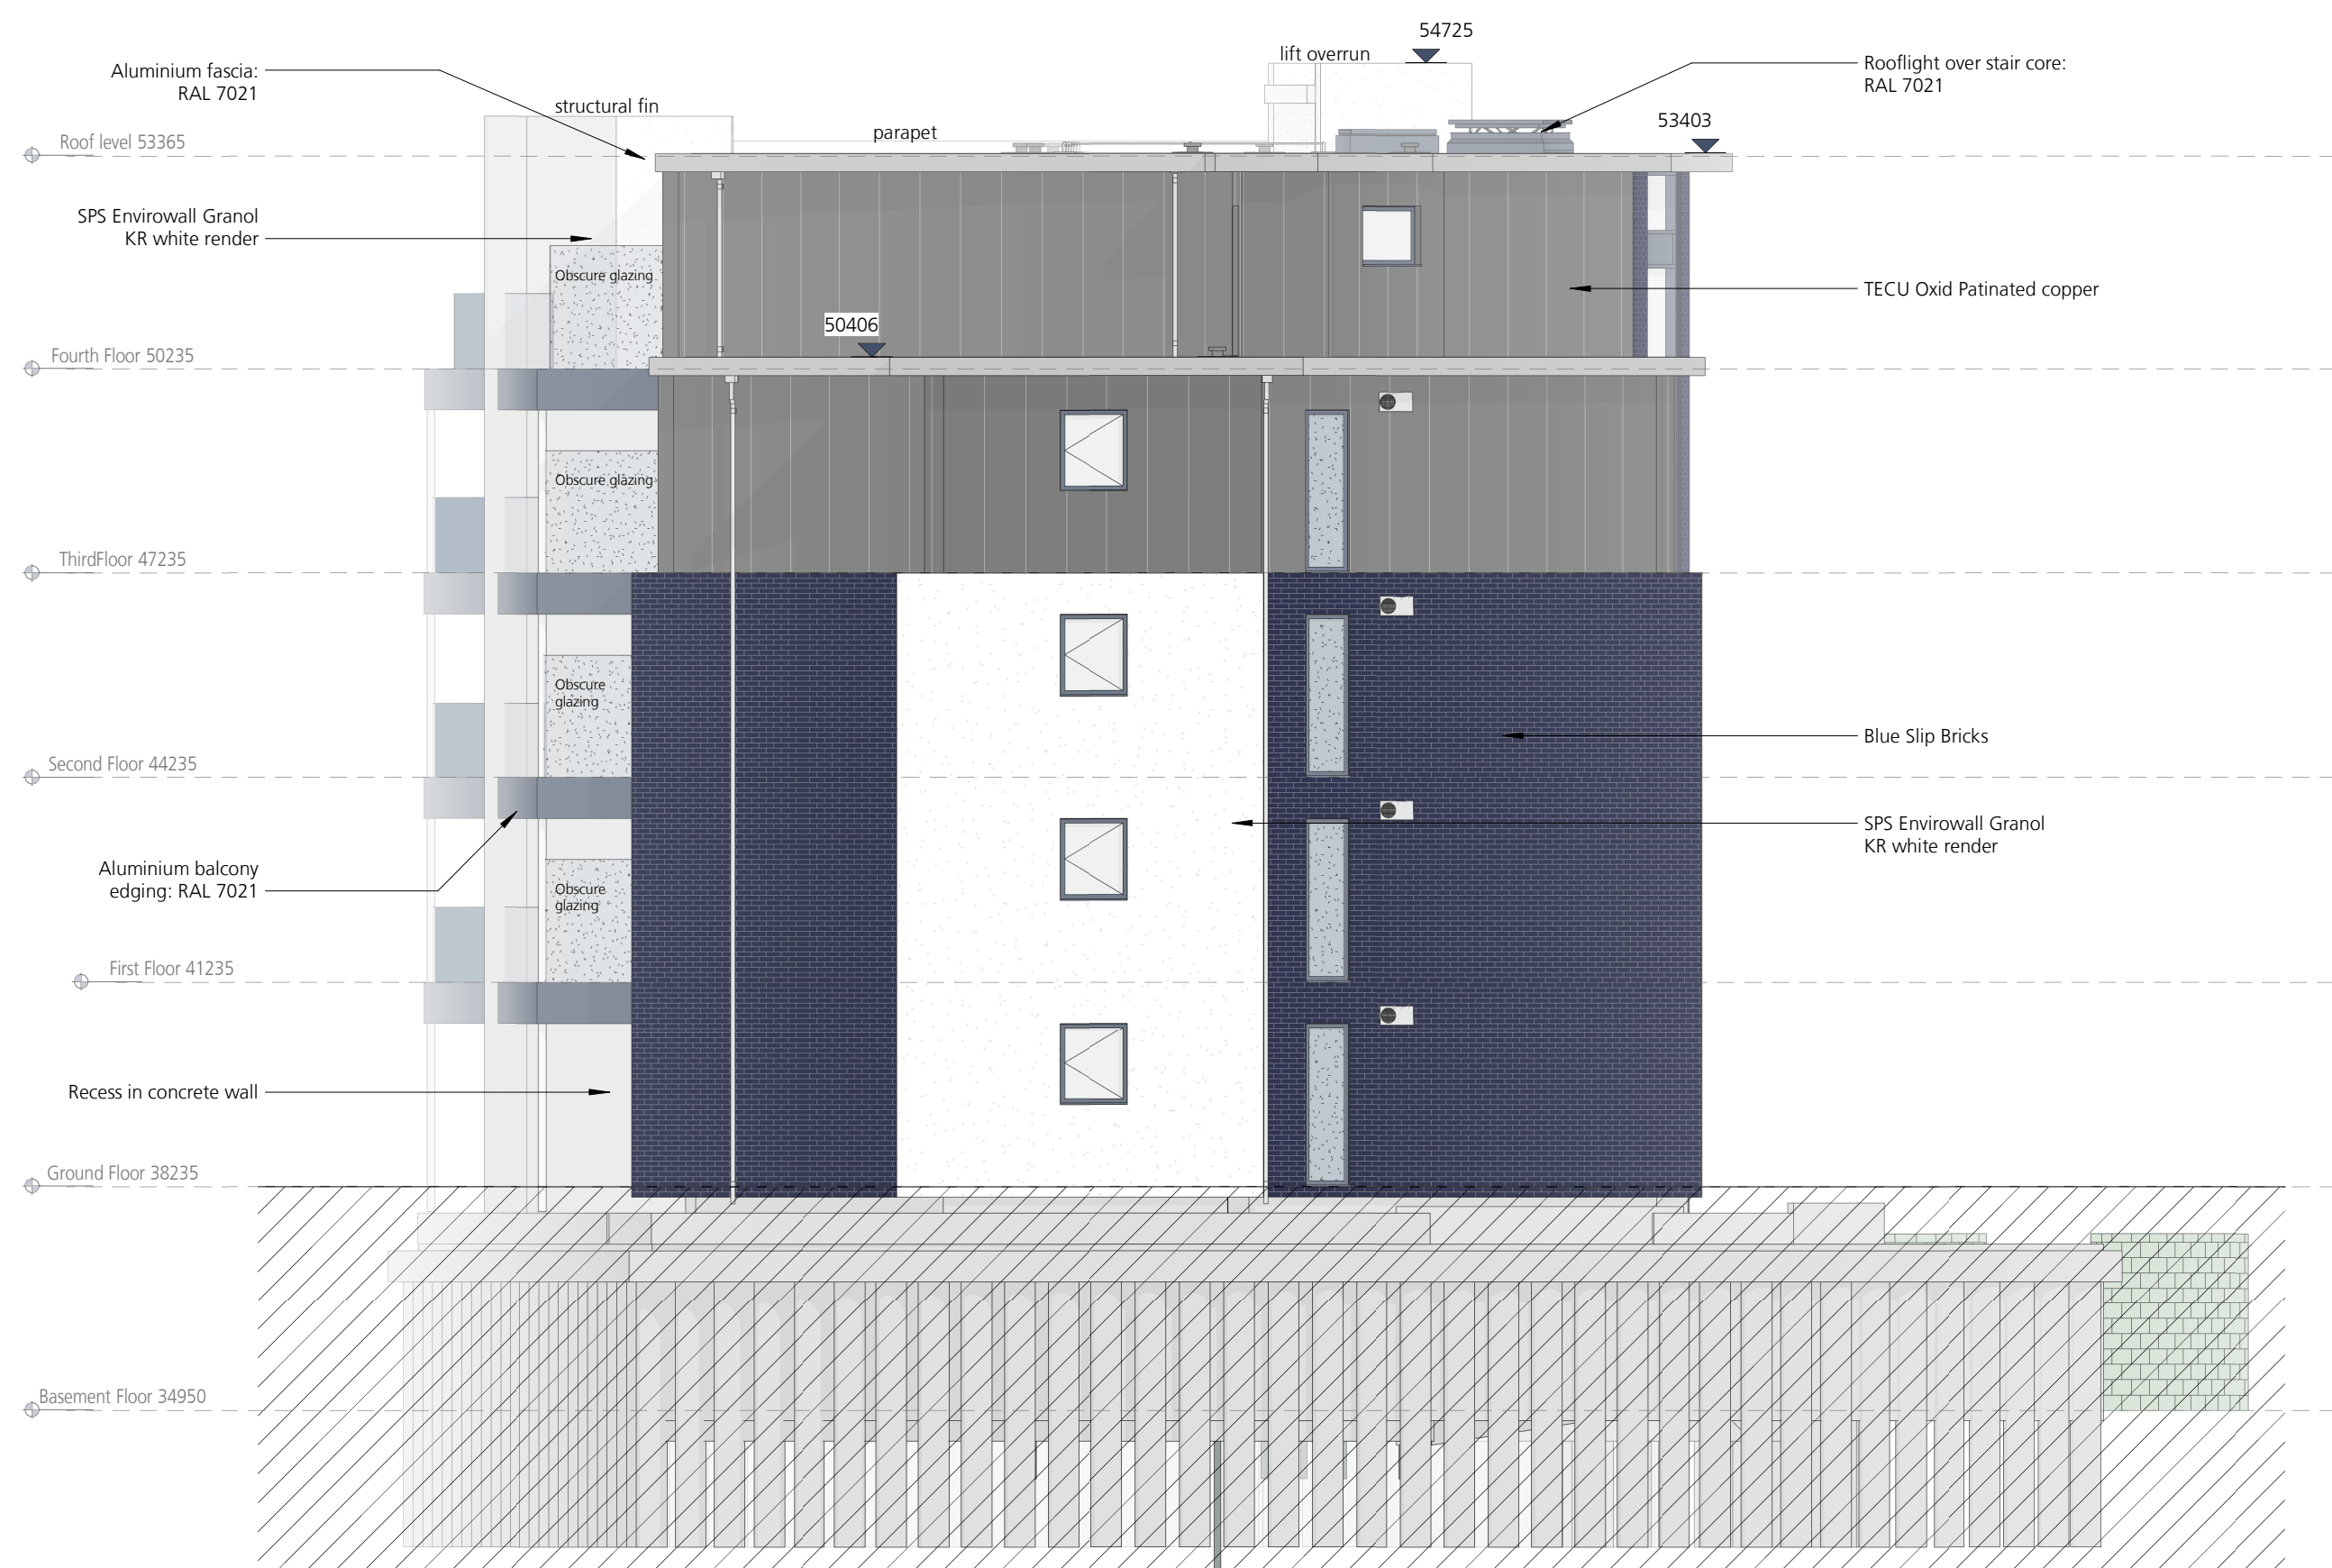 54725
lift overrun
Aluminium fascia:
RAL 7021
Rooflight over stair core:
RAL 7021
structural fin
parapet
53403
Roof level 53365
SPS Envirowall Granol
KR white render
Obscure glazing
TECU Oxid Patinated copper
50406
Fourth Floor 50235
Obscure glazing
ThirdFloor 47235
Obscure
glazing
Blue Slip Bricks
Second Floor 44235
SPS Envirowall Granol
KR white render
Aluminium balcony
edging: RAL 7021
Obscure
glazing
First Floor 41235
Recess in concrete wall
Ground Floor 38235
Basement Floor 34950